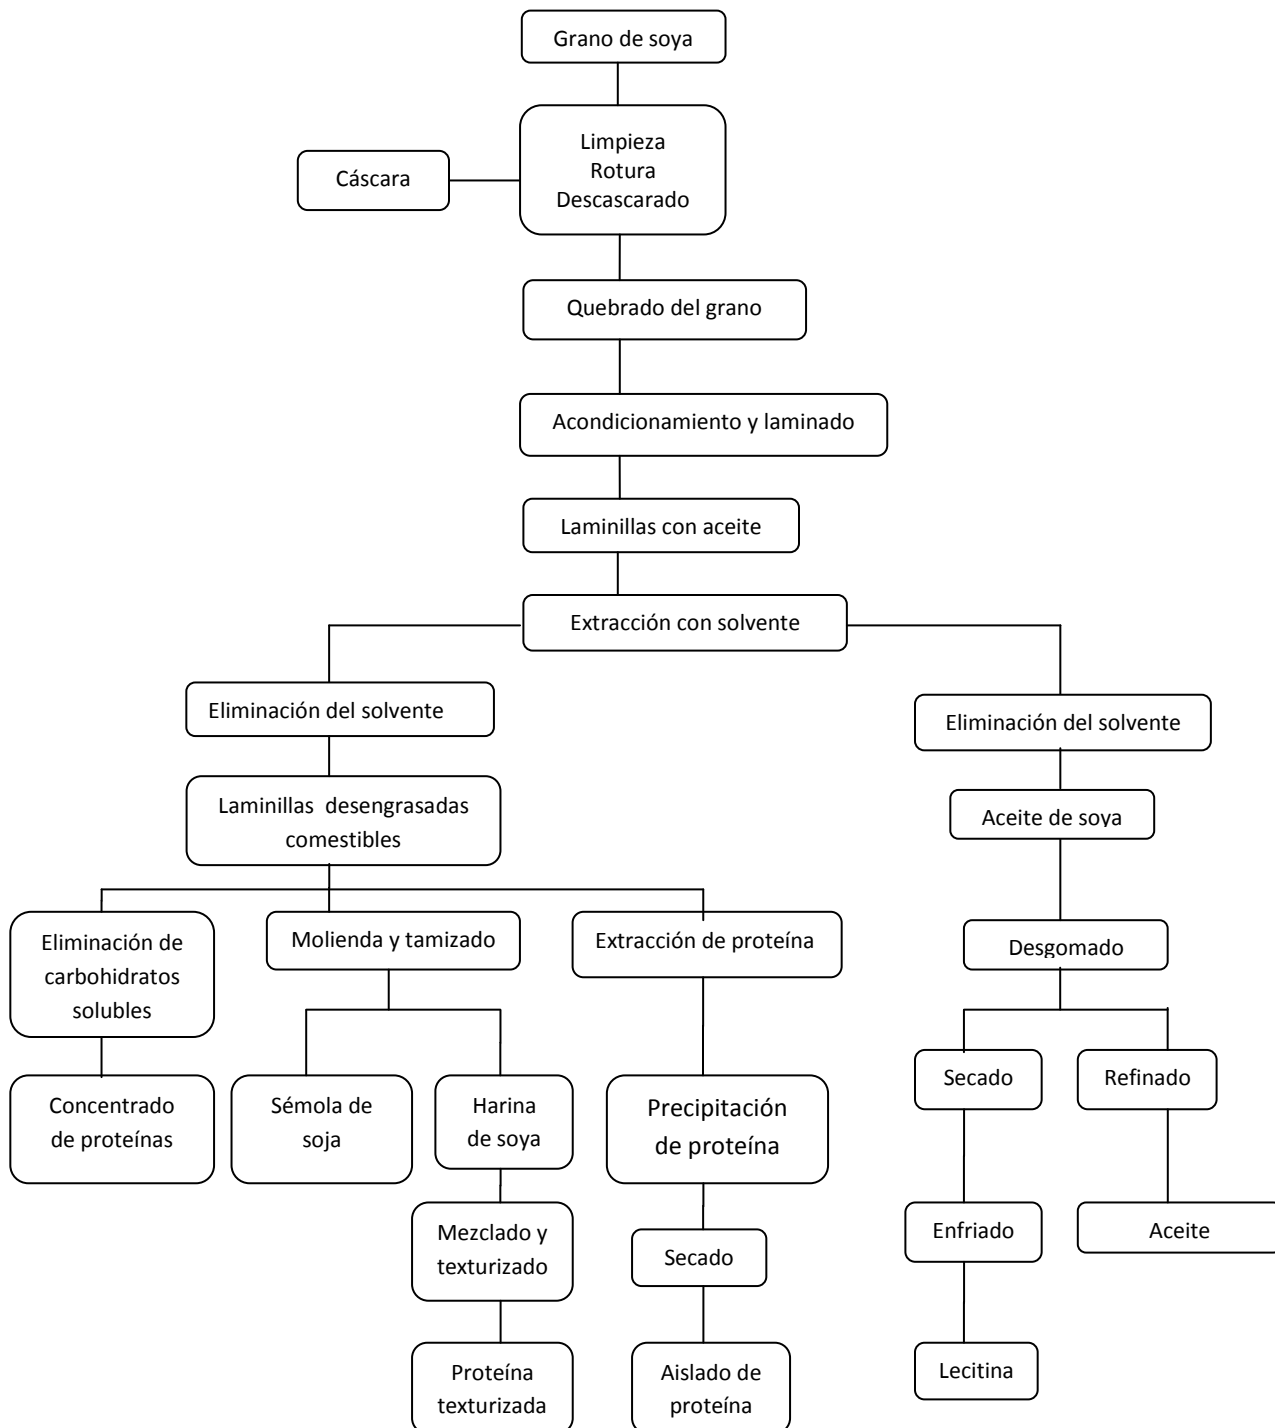 Grano de soya
Limpieza
Rotura
Descascarado
Cáscara
Quebrado del grano
Acondicionamiento y laminado
Laminillas con aceite
Extracción con solvente
Eliminación del solvente
Eliminación del solvente
Laminillas desengrasadas
comestibles
Aceite de soya
Eliminación de
carbohidratos
solubles
Molienda y tamizado
Extracción de proteína
Desgomado
Concentrado
de proteínas
Sémola de
soja
Harina
de soya
Precipitación
de proteína
Secado
Refinado
Mezclado y
texturizado
Secado
Enfriado
Aceite
Proteína
texturizada
Aislado de
proteína
Lecitina